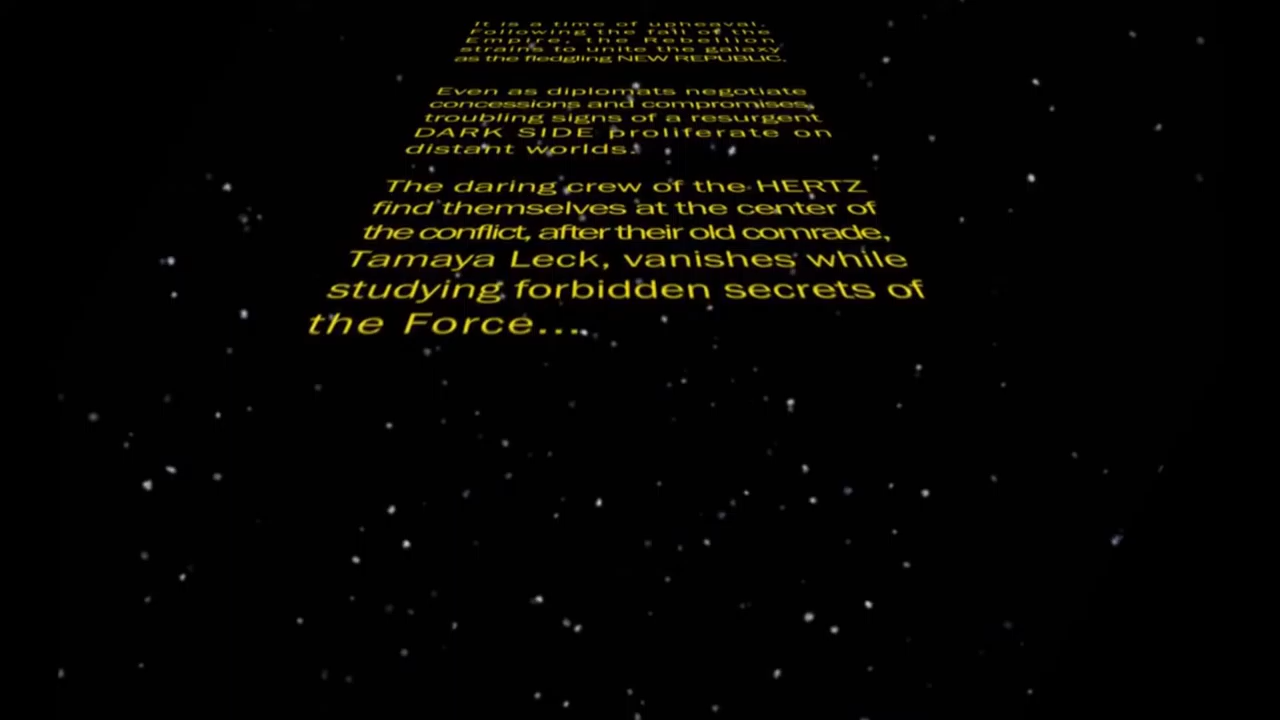 It is a time of upheaval.
Following the fall of the
Empire, the Rebellion
strains to unite the galaxy
as the fledgling NEW REPUBLIC.
Even as diplomats negotiate
concessions and compromises,
troubling signs of a resurgent
DARK SIDE proliferate on
distant worlds.
The daring crew of the HERTZ
find themselves at the center of
the conflict, after their old comrade,
Tamaya Leck, vanishes while
studying forbidden secrets of
the Force...